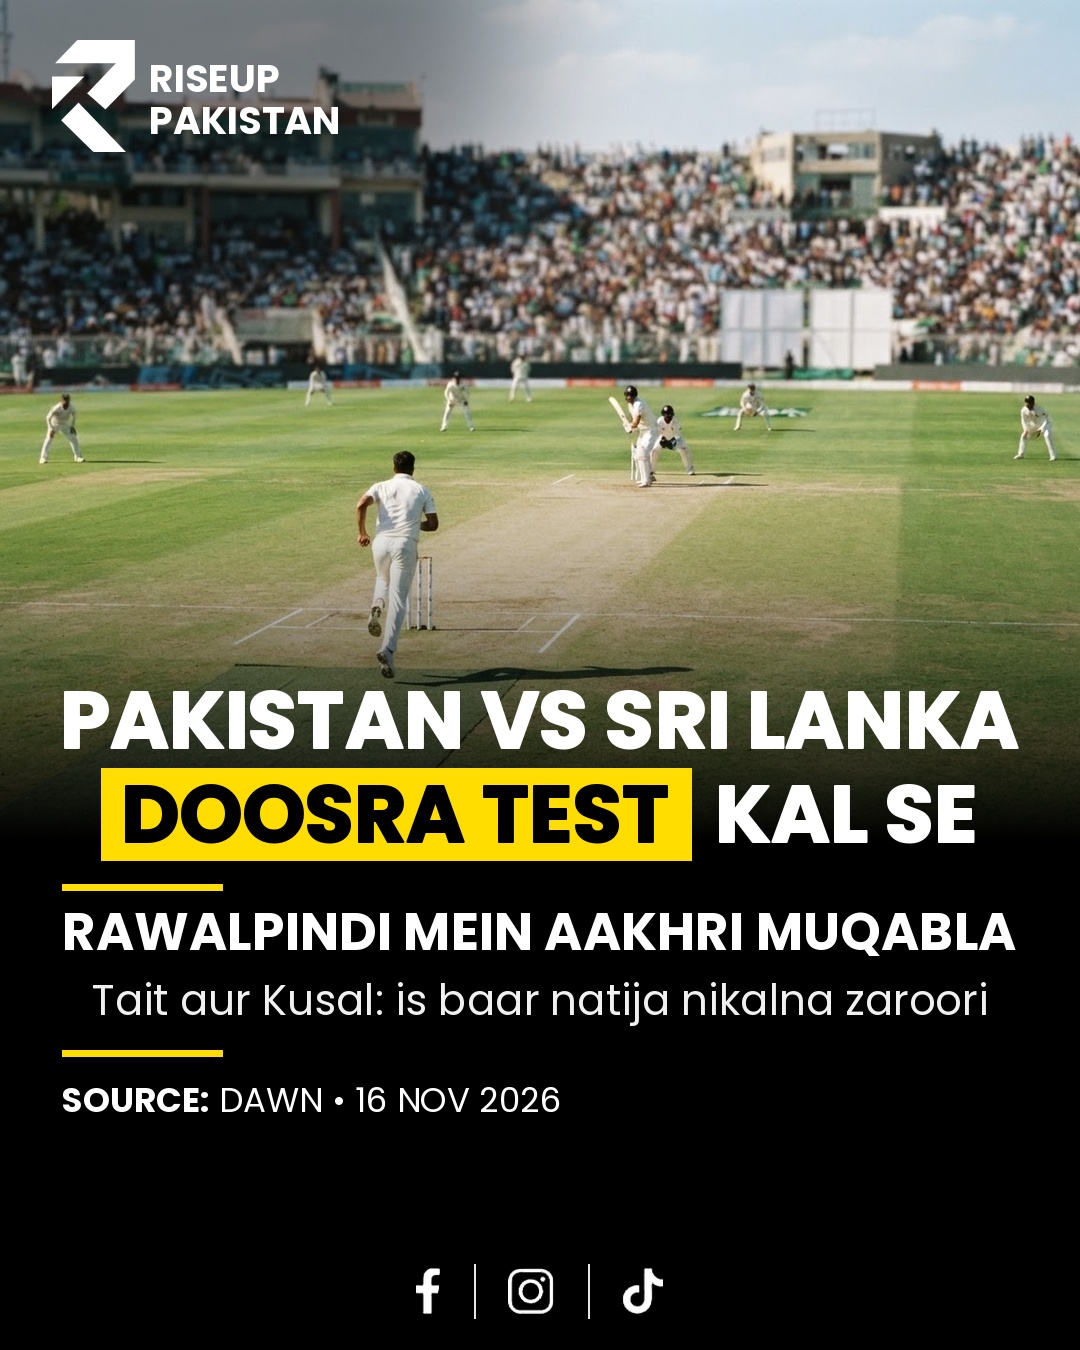 RISEUP
PAKISTAN
PAKISTAN VS SRI LANKA
DOOSRA TEST KAL SE
RAWALPINDI MEIN AAKHRI MUQABLA
Tait aur Kusal: is baar natija nikalna zaroori
SOURCE: DAWN • 16 NOV 2026